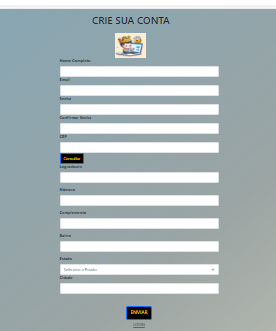 CRIE SUA CONTA
Nome Completo
Email
Senha
Confirmar Senha
CEP
Consultar
Logradouro
Número
Complemento
Bairro
Estado
Selecione o Estado
Cidade
ENVIAR